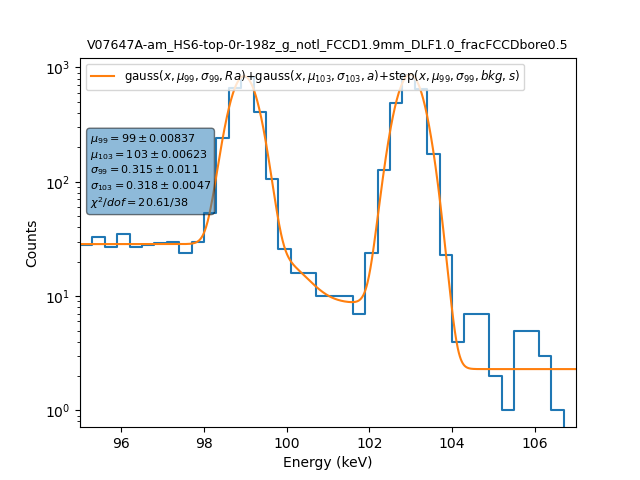 V07647A-am_HS6-top-0r-198z_g_notl_FCCD1.9mm_DLF1.0_fracFCCDbore0.5
gauss(x, μ₉₉, σ₉₉, Ra)+gauss(x, μ₁₀₃, σ₁₀₃, a)+step(x, μ₉₉, σ₉₉, bkg, s)
μ₉₉ = 99 ± 0.00837
μ₁₀₃ = 103 ± 0.00623
σ₉₉ = 0.315 ± 0.011
σ₁₀₃ = 0.318 ± 0.0047
χ²/dof = 20.61/38
10³
10²
10¹
10⁰
Counts
96 98 100 102 104 106
Energy (keV)